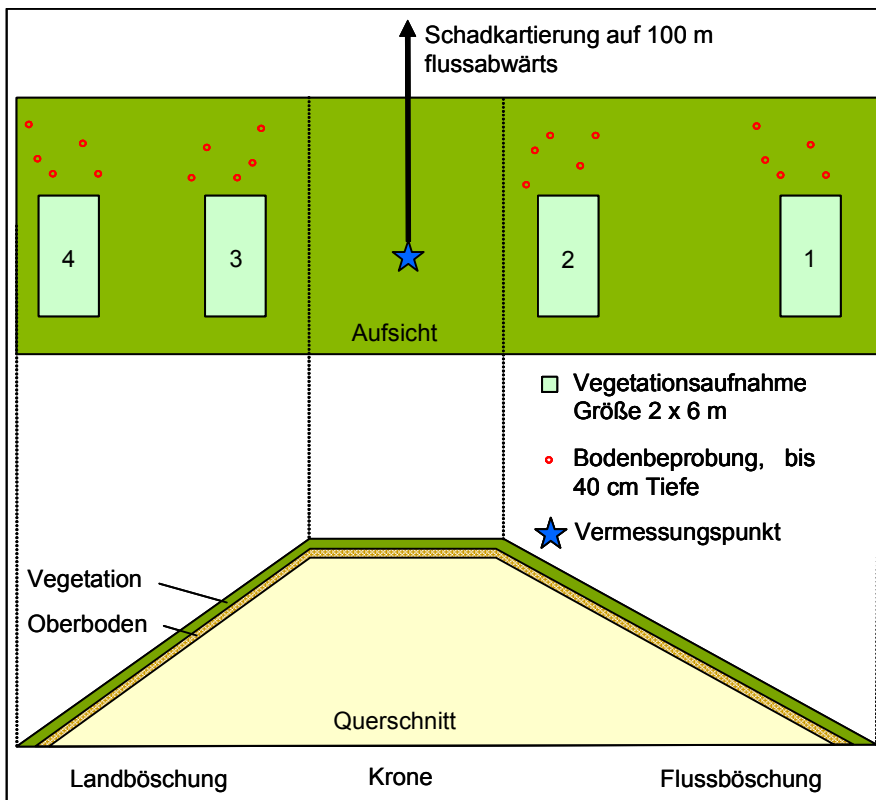 Schadkartierung auf 100 m
flussabwärts
4
3
2
1
Aufsicht
Vegetationsaufnahme
Größe 2 x 6 m
Bodenbeprobung, bis
40 cm Tiefe
Vermessungspunkt
Vegetation
Oberboden
Querschnitt
Landböschung
Krone
Flussböschung